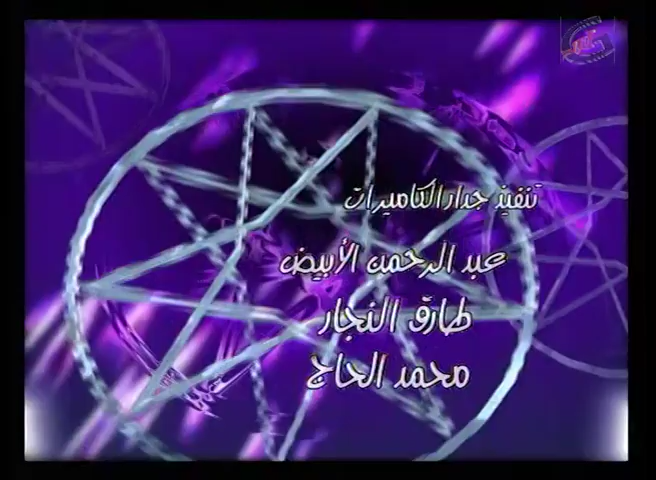 تنفيذ جدار الكاميرات
عبد الرحمن الأبيض
طارق النجار
محمد الحاج